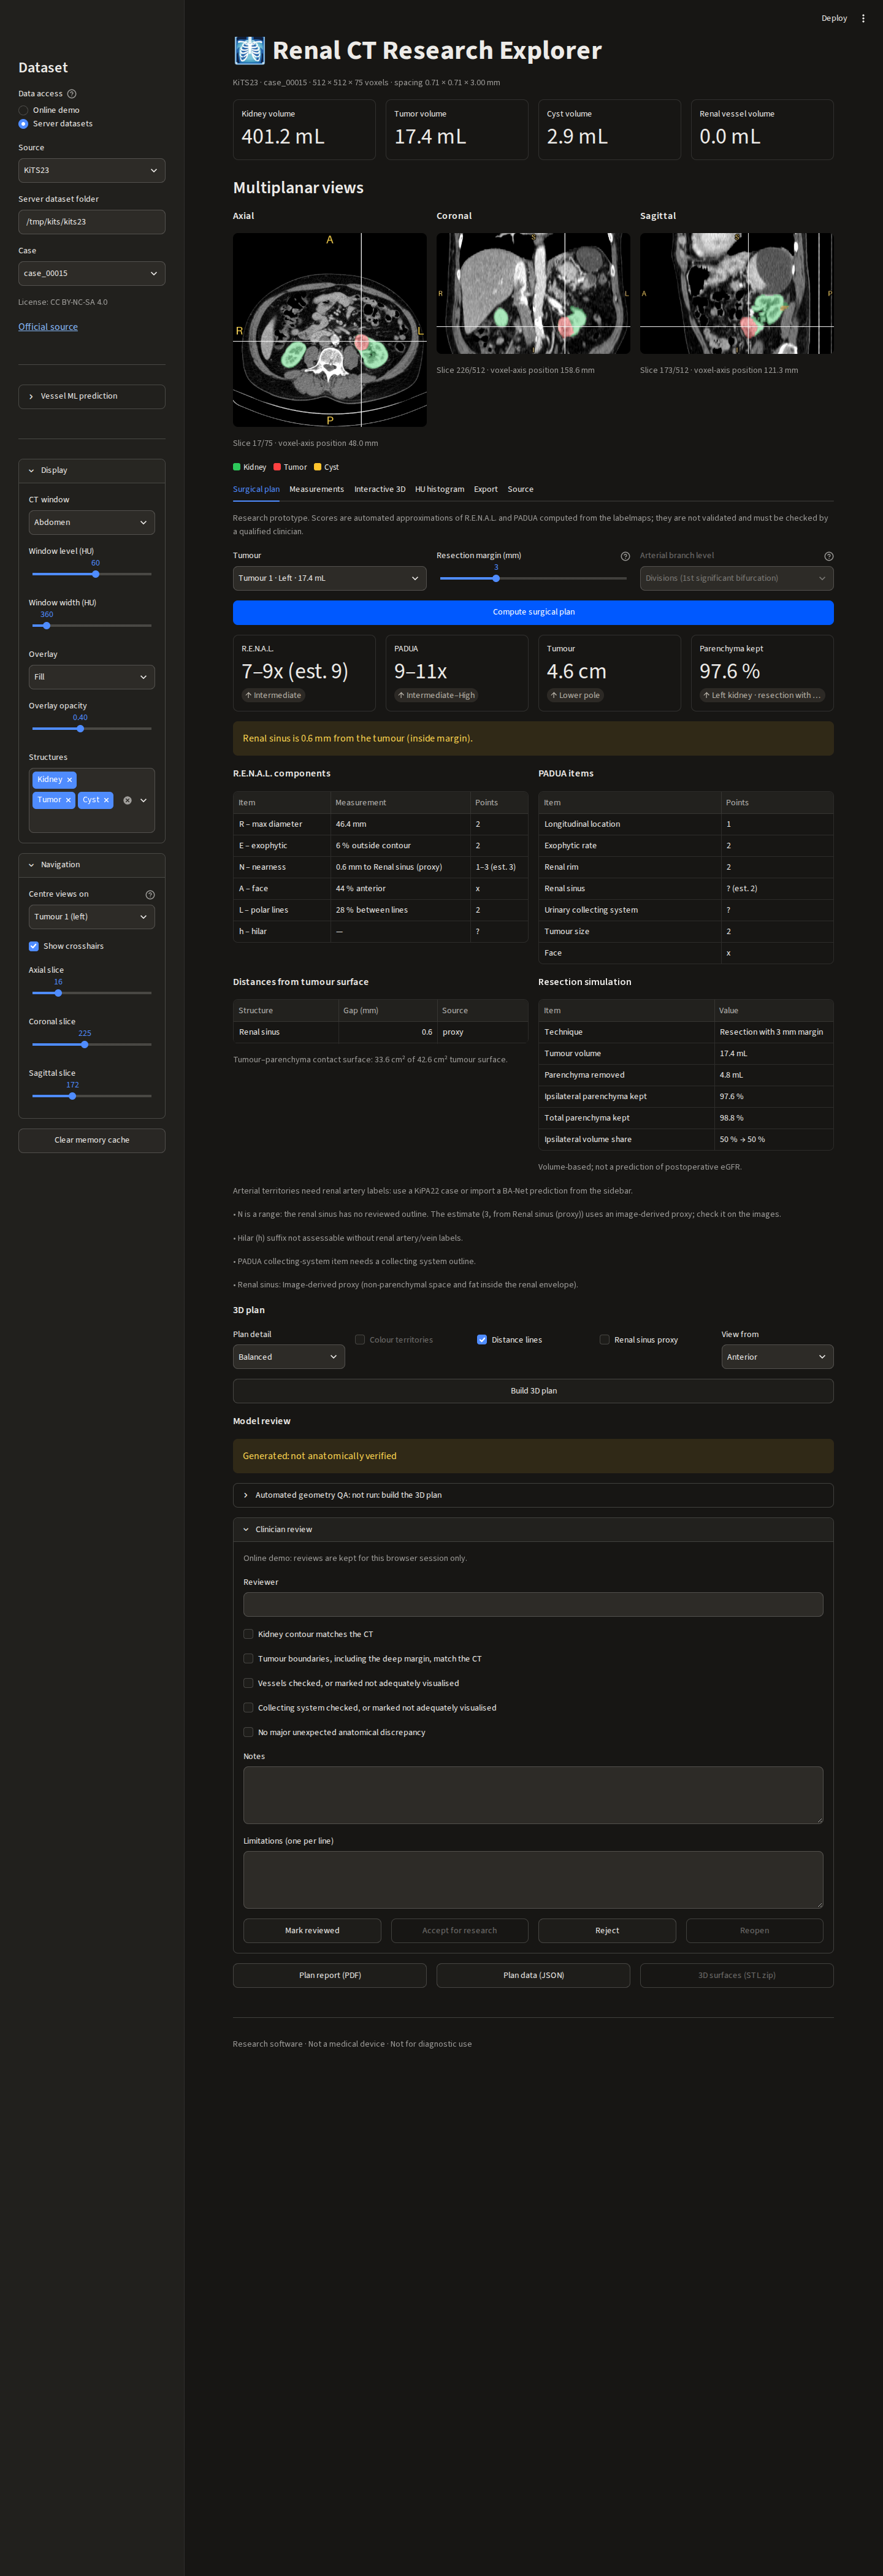 Deploy
Dataset
Data access
Online demo
Server datasets
Source
KiTS23
Server dataset folder
/tmp/kits/kits23
Case
case_00015
License: CC BY-NC-SA 4.0
Official source
Vessel ML prediction
Display
CT window
Abdomen
Window level (HU)
60
Window width (HU)
360
Overlay
Fill
Overlay opacity
0.40
Structures
Kidney
Tumor
Cyst
Navigation
Centre views on
Tumour 1 (left)
Show crosshairs
Axial slice
16
Coronal slice
225
Sagittal slice
172
Clear memory cache
Renal CT Research Explorer
KiTS23 · case_00015 · 512 × 512 × 75 voxels · spacing 0.71 × 0.71 × 3.00 mm
Kidney volume
401.2 mL
Tumor volume
17.4 mL
Cyst volume
2.9 mL
Renal vessel volume
0.0 mL
Multiplanar views
Axial
Coronal
Sagittal
A
R
L
P
R
L
A
P
Slice 226/512 · voxel-axis position 158.6 mm
Slice 173/512 · voxel-axis position 121.3 mm
Slice 17/75 · voxel-axis position 48.0 mm
Kidney Tumor Cyst
Surgical plan Measurements Interactive 3D HU histogram Export Source
Research prototype. Scores are automated approximations of R.E.N.A.L. and PADUA computed from the labelmaps; they are not validated and must be checked by
a qualified clinician.
Tumour
Tumour 1 · Left · 17.4 mL
Resection margin (mm)
3
Arterial branch level
Divisions (1st significant bifurcation)
Compute surgical plan
R.E.N.A.L.
7–9x (est. 9)
↑ Intermediate
PADUA
9–11x
↑ Intermediate–High
Tumour
4.6 cm
↑ Lower pole
Parenchyma kept
97.6 %
↑ Left kidney · resection with …
Renal sinus is 0.6 mm from the tumour (inside margin).
R.E.N.A.L. components
Item Measurement Points
R – max diameter 46.4 mm 2
E – exophytic 6 % outside contour 2
N – nearness 0.6 mm to Renal sinus (proxy) 1–3 (est. 3)
A – face 44 % anterior x
L – polar lines 28 % between lines 2
h – hilar — ?
PADUA items
Item Points
Longitudinal location 1
Exophytic rate 2
Renal rim 2
Renal sinus ? (est. 2)
Urinary collecting system ?
Tumour size 2
Face x
Distances from tumour surface
Structure Gap (mm) Source
Renal sinus 0.6 proxy
Tumour–parenchyma contact surface: 33.6 cm² of 42.6 cm² tumour surface.
Resection simulation
Item Value
Technique Resection with 3 mm margin
Tumour volume 17.4 mL
Parenchyma removed 4.8 mL
Ipsilateral parenchyma kept 97.6 %
Total parenchyma kept 98.8 %
Ipsilateral volume share 50 % → 50 %
Volume-based; not a prediction of postoperative eGFR.
Arterial territories need renal artery labels: use a KiPA22 case or import a BA-Net prediction from the sidebar.
• N is a range: the renal sinus has no reviewed outline. The estimate (3, from Renal sinus (proxy)) uses an image-derived proxy; check it on the images.
• Hilar (h) suffix not assessable without renal artery/vein labels.
• PADUA collecting-system item needs a collecting system outline.
• Renal sinus: Image-derived proxy (non-parenchymal space and fat inside the renal envelope).
3D plan
Plan detail
Balanced
Colour territories
Distance lines
Renal sinus proxy
View from
Anterior
Build 3D plan
Model review
Generated: not anatomically verified
Automated geometry QA: not run: build the 3D plan
Clinician review
Online demo: reviews are kept for this browser session only.
Reviewer
Kidney contour matches the CT
Tumour boundaries, including the deep margin, match the CT
Vessels checked, or marked not adequately visualised
Collecting system checked, or marked not adequately visualised
No major unexpected anatomical discrepancy
Notes
Limitations (one per line)
Mark reviewed
Accept for research
Reject
Reopen
Plan report (PDF)
Plan data (JSON)
3D surfaces (STL zip)
Research software · Not a medical device · Not for diagnostic use